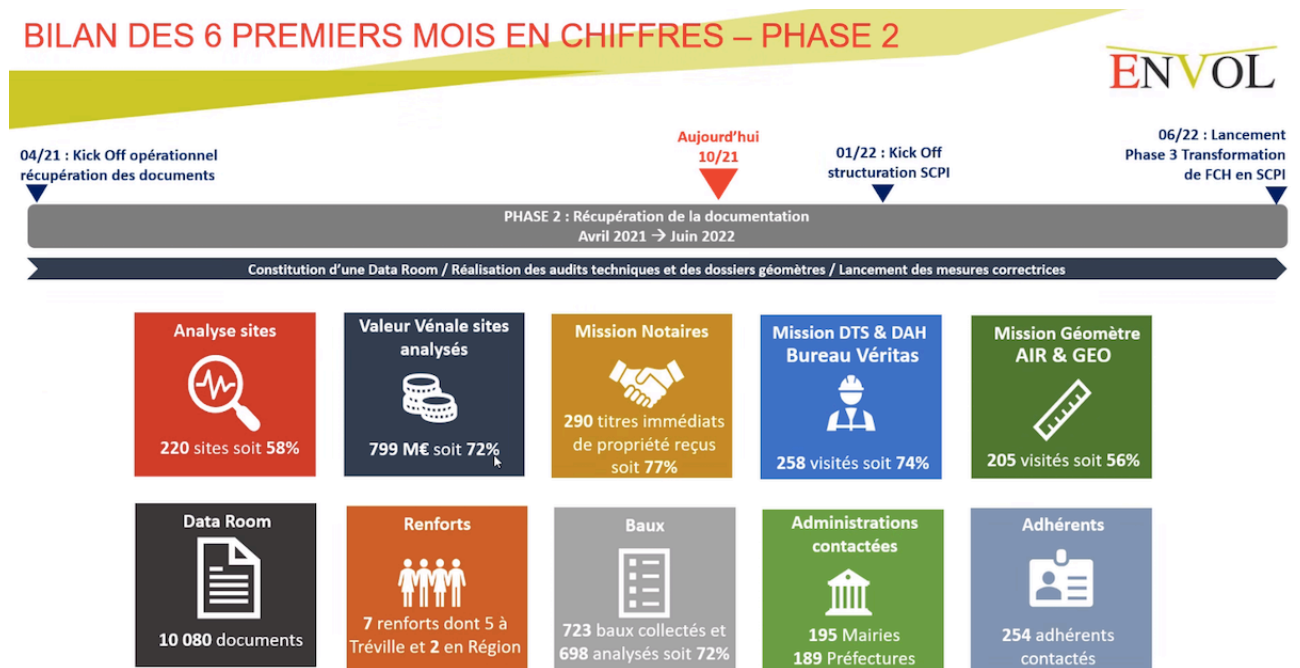 BILAN DES 6 PREMIERS MOIS EN CHIFFRES – PHASE 2
ENVOL
04/21 : Kick Off opérationnel
récupération des documents
Aujourd’hui
10/21
01/22 : Kick Off
structuration SCPI
06/22 : Lancement
Phase 3 Transformation
de FCH en SCPI
PHASE 2 : Récupération de la documentation
Avril 2021 → Juin 2022
Constitution d’une Data Room / Réalisation des audits techniques et des dossiers géomètres / Lancement des mesures correctrices
Analyse sites
220 sites soit 58%
Valeur Vénale sites
analysés
799 M€ soit 72%
Mission Notaires
290 titres immédiats
de propriété reçus
soit 77%
Mission DTS & DAH
Bureau Véritas
258 visités soit 74%
Mission Géomètre
AIR & GEO
205 visités soit 56%
Data Room
10 080 documents
Renforts
7 renforts dont 5 à
Tréville et 2 en Région
Baux
723 baux collectés et
698 analysés soit 72%
Administrations
contactées
195 Mairies
189 Préfectures
Adhérents
254 adhérents
contactés